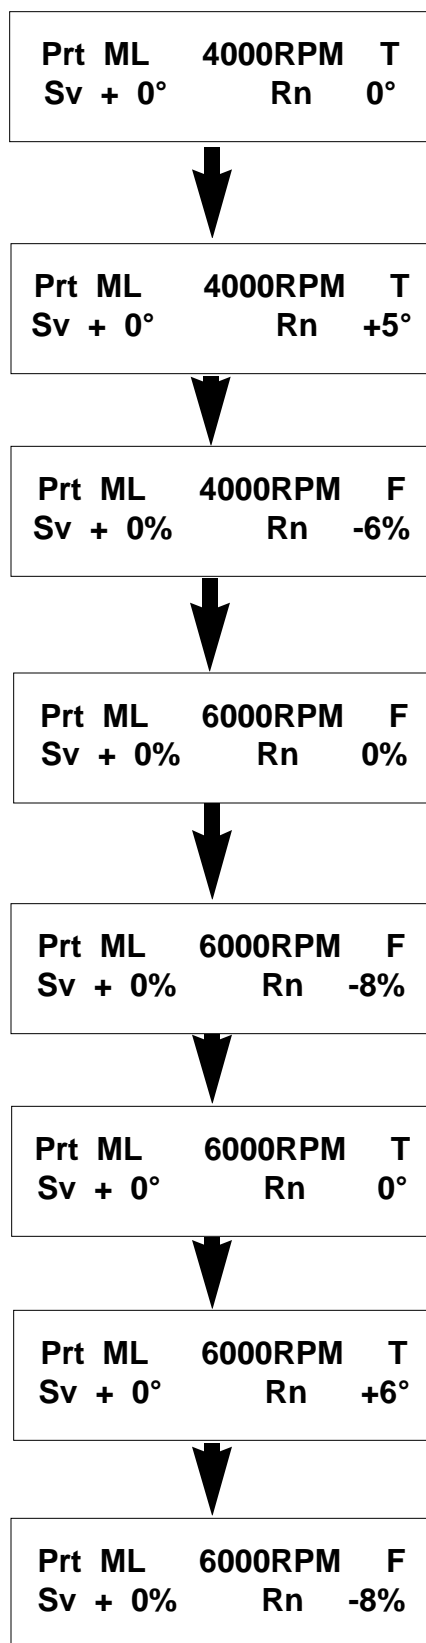 Prt ML 4000RPM T
Sv + 0° Rn 0°
Prt ML 4000RPM T
Sv + 0° Rn +5°
Prt ML 4000RPM F
Sv + 0% Rn -6%
Prt ML 6000RPM F
Sv + 0% Rn 0%
Prt ML 6000RPM F
Sv + 0% Rn -8%
Prt ML 6000RPM T
Sv + 0° Rn 0°
Prt ML 6000RPM T
Sv + 0° Rn +6°
Prt ML 6000RPM F
Sv + 0% Rn -8%